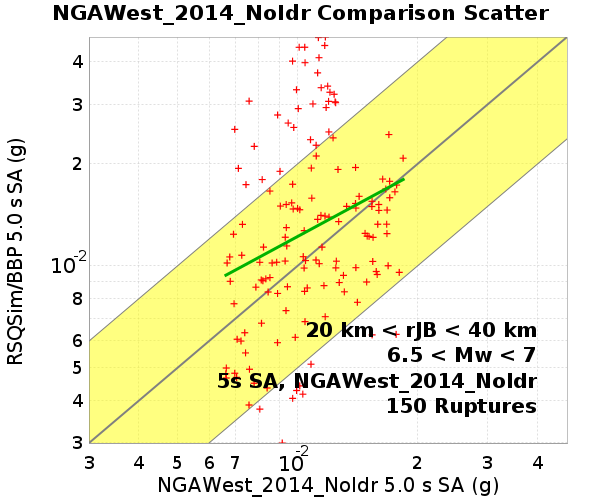 NGAWest_2014_NoIdr Comparison Scatter
RSQSim/BBP 5.0 s SA (g)
4
3
2
10-2
8
6
5
4
3
20 km < rJB < 40 km
6.5 < Mw < 7
5s SA, NGAWest_2014_NoIdr
150 Ruptures
3 4 5 6 7 10-2 2 3 4
NGAWest_2014_NoIdr 5.0 s SA (g)